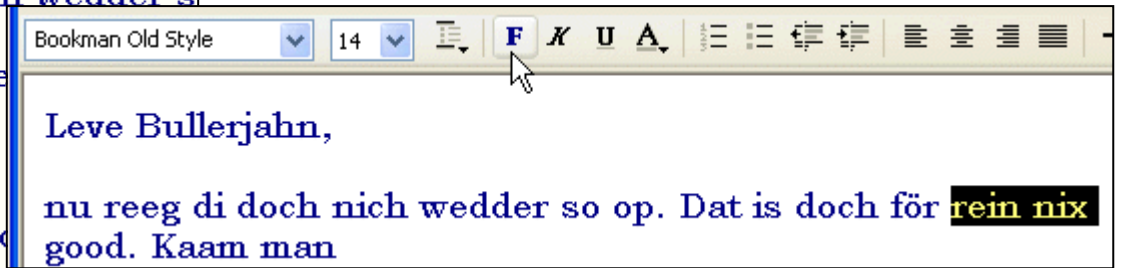 n wedder s
Bookman Old Style 14 F K U A
Leve Bullerjahn,
nu reeg di doch nich wedder so op. Dat is doch för rein nix
good. Kaam man